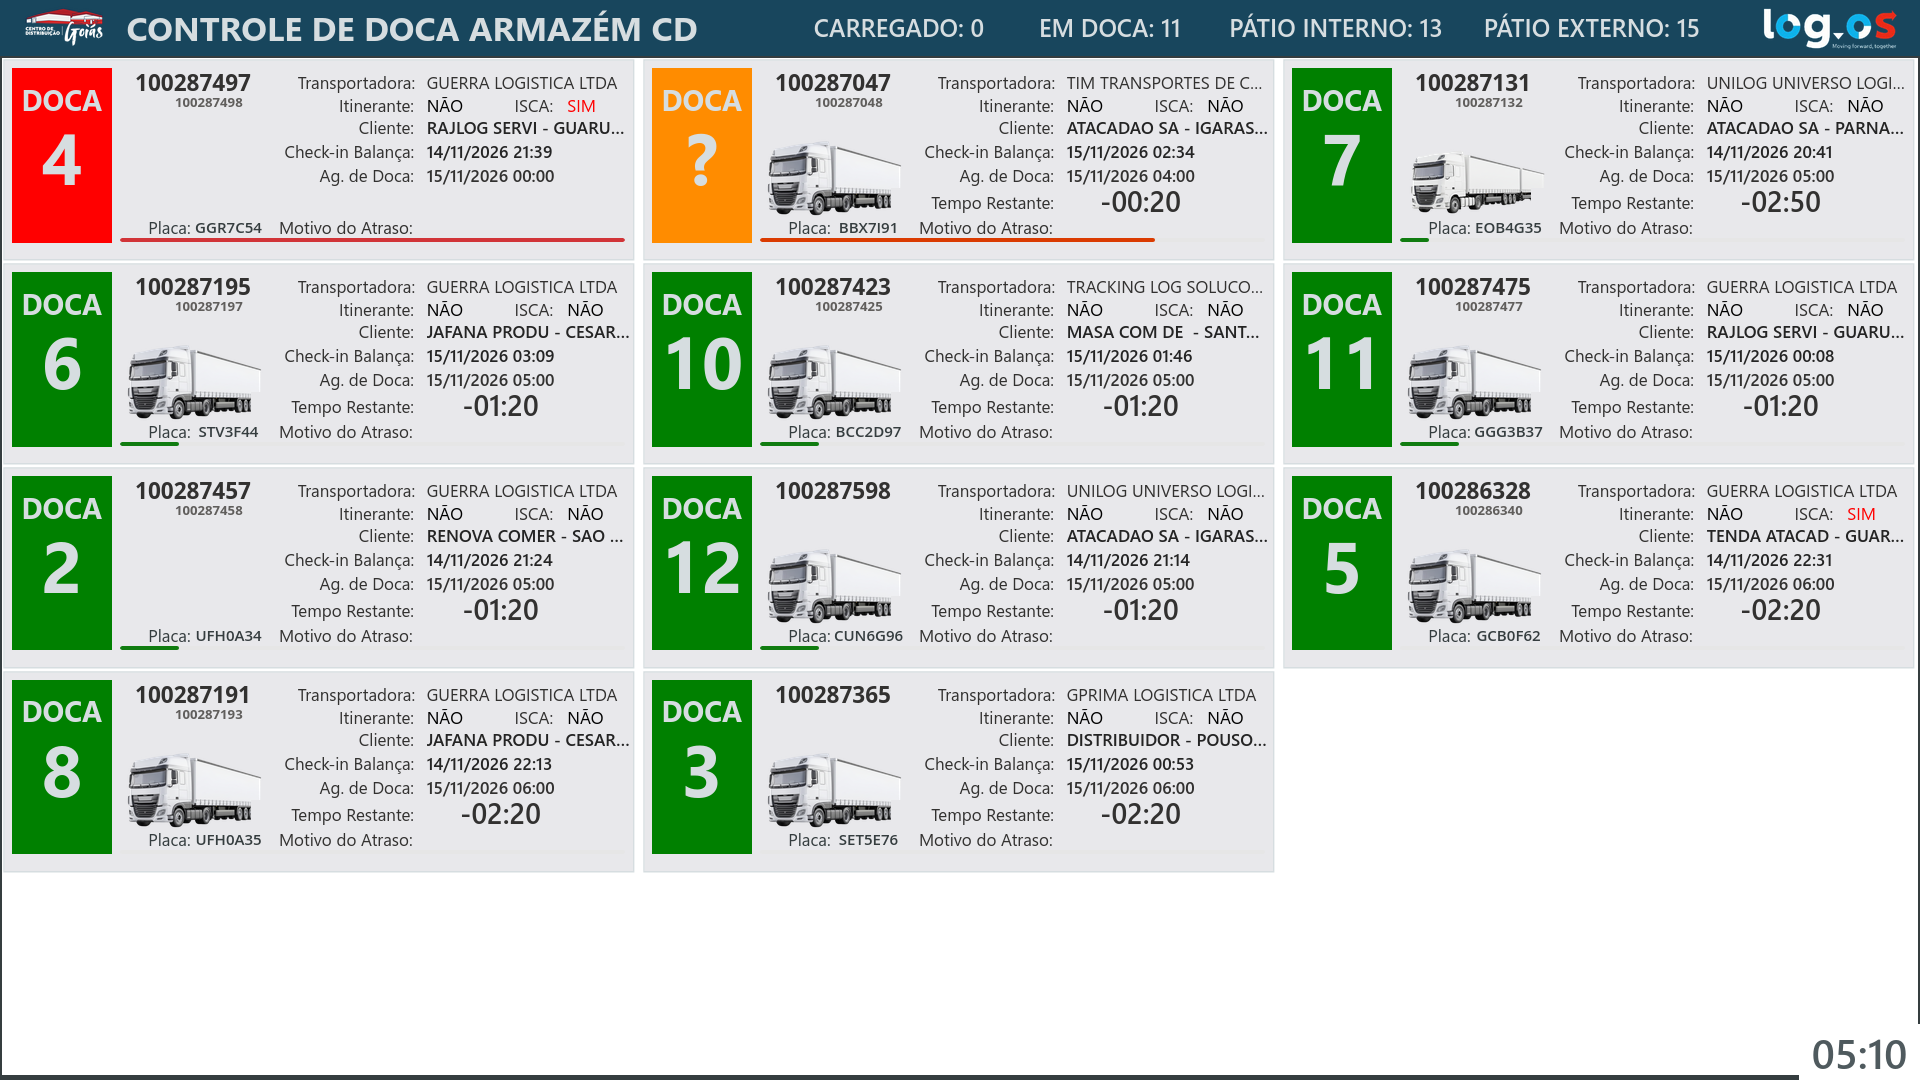 CENTRO DE DISTRIBUIÇÃO Goiás
CONTROLE DE DOCA ARMAZÉM CD
CARREGADO: 0
EM DOCA: 11
PÁTIO INTERNO: 13
PÁTIO EXTERNO: 15
log.os
Moving forward, together
DOCA
4
100287497
100287498
Transportadora: GUERRA LOGISTICA LTDA
Itinerante: NÃO ISCA: SIM
Cliente: RAJLOG SERVI - GUARU...
Check-in Balança: 14/11/2026 21:39
Ag. de Doca: 15/11/2026 00:00
Placa: GGR7C54 Motivo do Atraso:
DOCA
?
100287047
100287048
Transportadora: TIM TRANSPORTES DE C...
Itinerante: NÃO ISCA: NÃO
Cliente: ATACADAO SA - IGARAS...
Check-in Balança: 15/11/2026 02:34
Ag. de Doca: 15/11/2026 04:00
Tempo Restante: -00:20
Placa: BBX7I91 Motivo do Atraso:
DOCA
7
100287131
100287132
Transportadora: UNILOG UNIVERSO LOGI...
Itinerante: NÃO ISCA: NÃO
Cliente: ATACADAO SA - PARNA...
Check-in Balança: 14/11/2026 20:41
Ag. de Doca: 15/11/2026 05:00
Tempo Restante: -02:50
Placa: EOB4G35 Motivo do Atraso:
DOCA
6
100287195
100287197
Transportadora: GUERRA LOGISTICA LTDA
Itinerante: NÃO ISCA: NÃO
Cliente: JAFANA PRODU - CESAR...
Check-in Balança: 15/11/2026 03:09
Ag. de Doca: 15/11/2026 05:00
Tempo Restante: -01:20
Placa: STV3F44 Motivo do Atraso:
DOCA
10
100287423
100287425
Transportadora: TRACKING LOG SOLUCO...
Itinerante: NÃO ISCA: NÃO
Cliente: MASA COM DE - SANT...
Check-in Balança: 15/11/2026 01:46
Ag. de Doca: 15/11/2026 05:00
Tempo Restante: -01:20
Placa: BCC2D97 Motivo do Atraso:
DOCA
11
100287475
100287477
Transportadora: GUERRA LOGISTICA LTDA
Itinerante: NÃO ISCA: NÃO
Cliente: RAJLOG SERVI - GUARU...
Check-in Balança: 15/11/2026 00:08
Ag. de Doca: 15/11/2026 05:00
Tempo Restante: -01:20
Placa: GGG3B37 Motivo do Atraso:
DOCA
2
100287457
100287458
Transportadora: GUERRA LOGISTICA LTDA
Itinerante: NÃO ISCA: NÃO
Cliente: RENOVA COMER - SAO ...
Check-in Balança: 14/11/2026 21:24
Ag. de Doca: 15/11/2026 05:00
Tempo Restante: -01:20
Placa: UFH0A34 Motivo do Atraso:
DOCA
12
100287598
Transportadora: UNILOG UNIVERSO LOGI...
Itinerante: NÃO ISCA: NÃO
Cliente: ATACADAO SA - IGARAS...
Check-in Balança: 14/11/2026 21:14
Ag. de Doca: 15/11/2026 05:00
Tempo Restante: -01:20
Placa: CUN6G96 Motivo do Atraso:
DOCA
5
100286328
100286340
Transportadora: GUERRA LOGISTICA LTDA
Itinerante: NÃO ISCA: SIM
Cliente: TENDA ATACAD - GUAR...
Check-in Balança: 14/11/2026 22:31
Ag. de Doca: 15/11/2026 06:00
Tempo Restante: -02:20
Placa: GCB0F62 Motivo do Atraso:
DOCA
8
100287191
100287193
Transportadora: GUERRA LOGISTICA LTDA
Itinerante: NÃO ISCA: NÃO
Cliente: JAFANA PRODU - CESAR...
Check-in Balança: 14/11/2026 22:13
Ag. de Doca: 15/11/2026 06:00
Tempo Restante: -02:20
Placa: UFH0A35 Motivo do Atraso:
DOCA
3
100287365
Transportadora: GPRIMA LOGISTICA LTDA
Itinerante: NÃO ISCA: NÃO
Cliente: DISTRIBUIDOR - POUSO...
Check-in Balança: 15/11/2026 00:53
Ag. de Doca: 15/11/2026 06:00
Tempo Restante: -02:20
Placa: SET5E76 Motivo do Atraso:
05:10